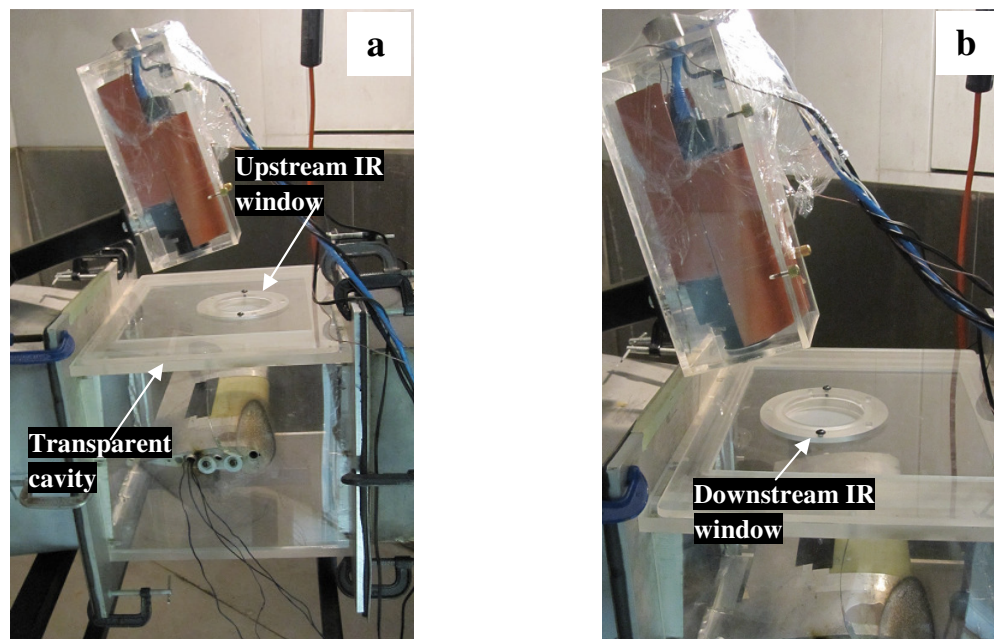 a
Upstream IR
window
Transparent
cavity
b
Downstream IR
window